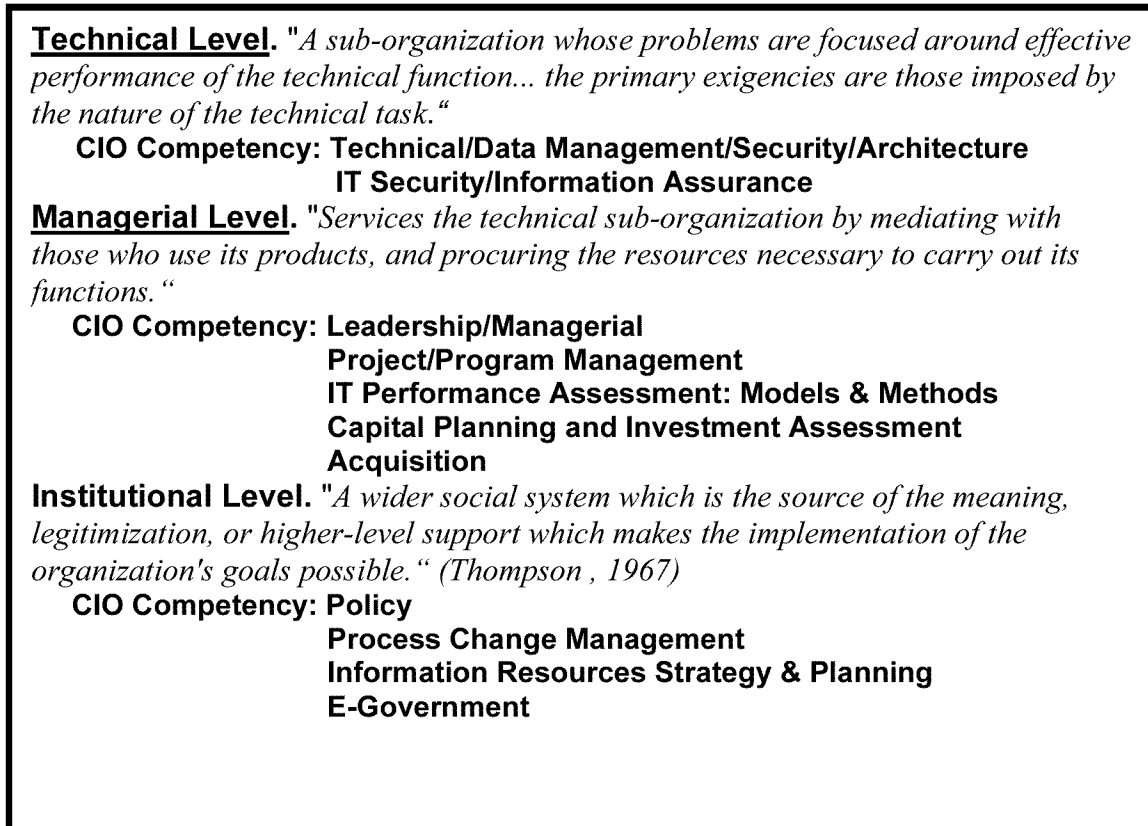 Technical Level. "A sub-organization whose problems are focused around effective
performance of the technical function... the primary exigencies are those imposed by
the nature of the technical task.“
CIO Competency: Technical/Data Management/Security/Architecture
IT Security/Information Assurance
Managerial Level. "Services the technical sub-organization by mediating with
those who use its products, and procuring the resources necessary to carry out its
functions.“
CIO Competency: Leadership/Managerial
Project/Program Management
IT Performance Assessment: Models & Methods
Capital Planning and Investment Assessment
Acquisition
Institutional Level. "A wider social system which is the source of the meaning,
legitimization, or higher-level support which makes the implementation of the
organization's goals possible.“ (Thompson , 1967)
CIO Competency: Policy
Process Change Management
Information Resources Strategy & Planning
E-Government